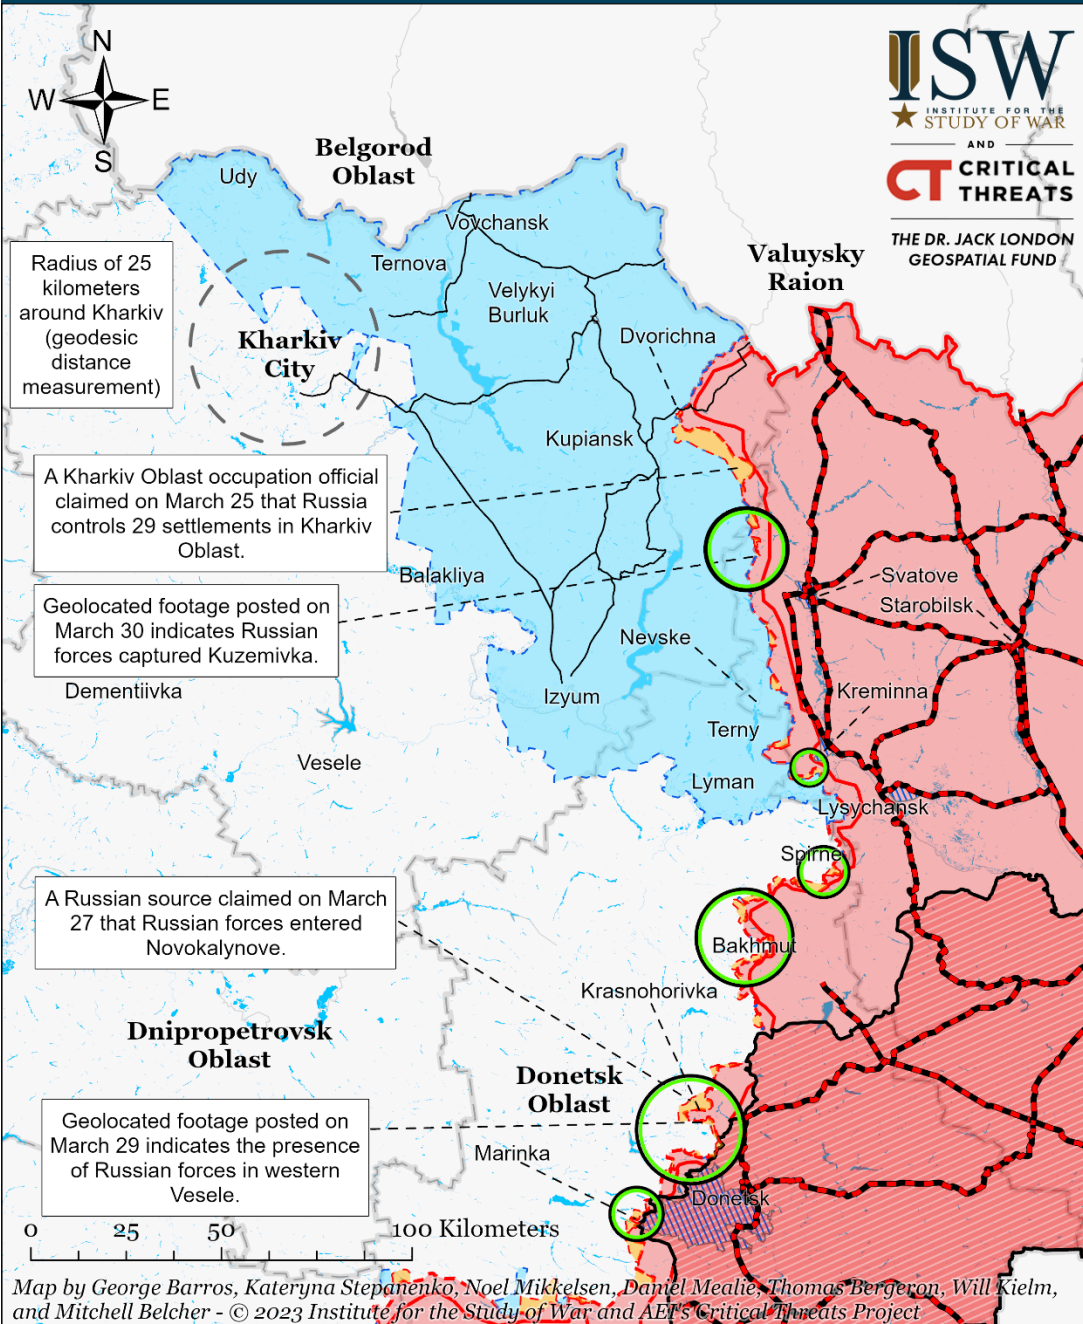 N
W E
S
ISW
INSTITUTE FOR THE
STUDY OF WAR
AND
CT CRITICAL
THREATS
THE DR. JACK LONDON
GEOSPATIAL FUND
Belgorod
Oblast
Udy
Vovchansk
Ternova
Valuysky
Raion
Radius of 25
kilometers
around Kharkiv
(geodesic
distance
measurement)
Velykyi
Burluk
Kharkiv
City
Dvorichna
Kupiansk
A Kharkiv Oblast occupation official
claimed on March 25 that Russia
controls 29 settlements in Kharkiv
Oblast.
Balakliya
Svatove
Starobilsk
Geolocated footage posted on
March 30 indicates Russian
forces captured Kuzemivka.
Nevske
Dementiivka
Izyum
Kreminna
Terny
Vesele
Lyman
Lysychansk
Spirne
A Russian source claimed on March
27 that Russian forces entered
Novokalynove.
Bakhmut
Krasnohorivka
Dnipropetrovsk
Oblast
Donetsk
Oblast
Geolocated footage posted on
March 29 indicates the presence
of Russian forces in western
Vesele.
Marinka
Donetsk
0 25 50 100 Kilometers
Map by George Barros, Kateryna Stepanenko, Noel Mikkelsen, Daniel Mealie, Thomas Bergeron, Will Kielm,
and Mitchell Belcher - © 2023 Institute for the Study of War and AEI's Critical Threats Project